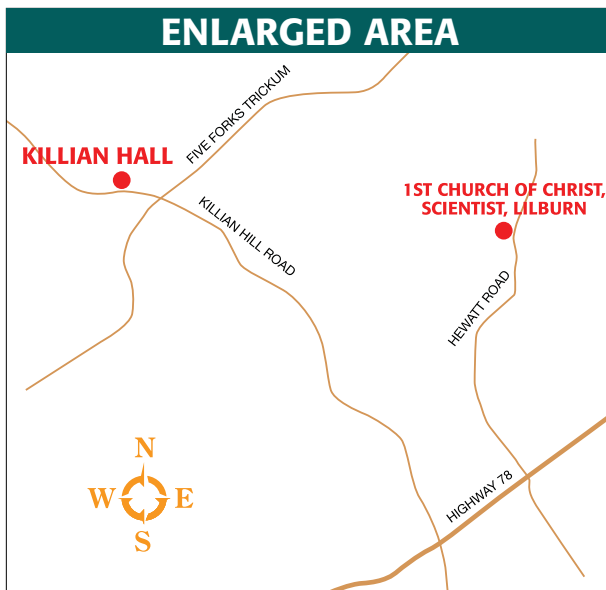 ENLARGED AREA
FIVE FORKS TRICKUM
KILLIAN HALL
1ST CHURCH OF CHRIST,
SCIENTIST, LILBURN
KILLIAN HILL ROAD
HEWATT ROAD
N
W E
S
HIGHWAY 78